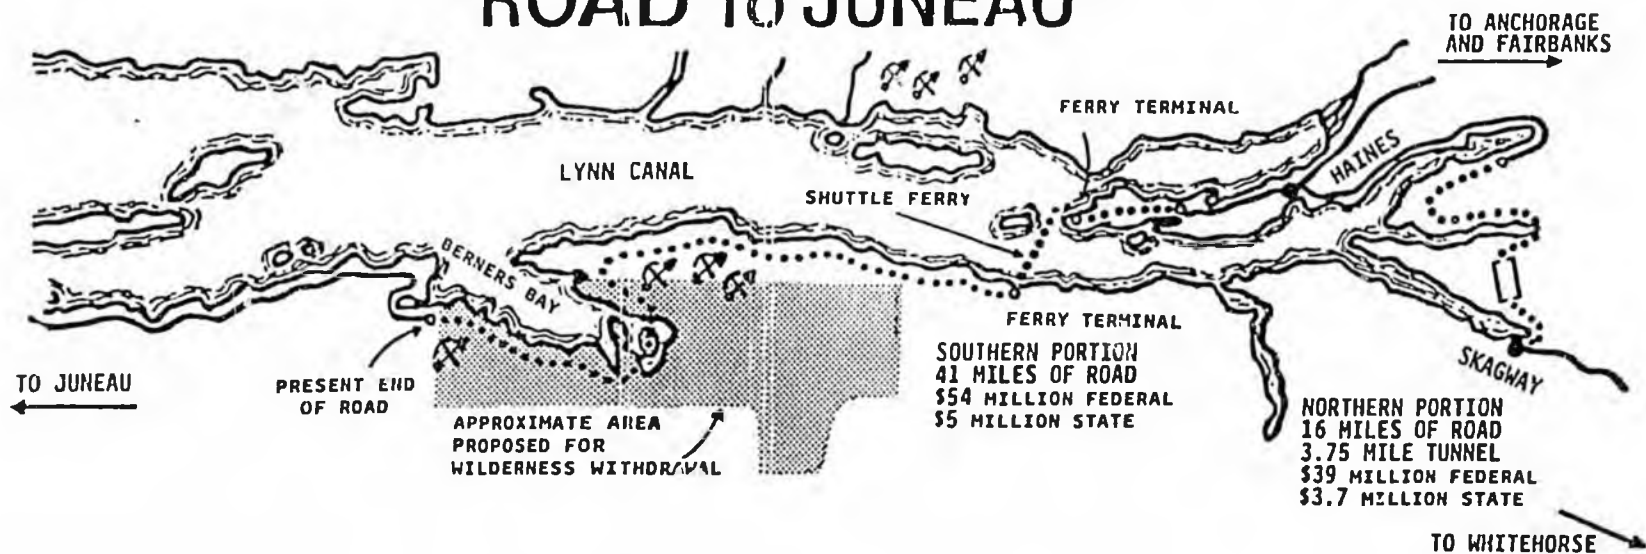 ROAD TO JUNEAU
TO ANCHORAGE
AND FAIRBANKS
FERRY TERMINAL
HAINES
LYNN CANAL
SHUTTLE FERRY
BERNERS BAY
FERRY TERMINAL
SOUTHERN PORTION
41 MILES OF ROAD
$54 MILLION FEDERAL
$5 MILLION STATE
TO JUNEAU
PRESENT END
OF ROAD
APPROXIMATE AREA
PROPOSED FOR
WILDERNESS WITHDRAWAL
SKAGWAY
NORTHERN PORTION
16 MILES OF ROAD
3.75 MILE TUNNEL
$39 MILLION FEDERAL
$3.7 MILLION STATE
TO WHITEHORSE